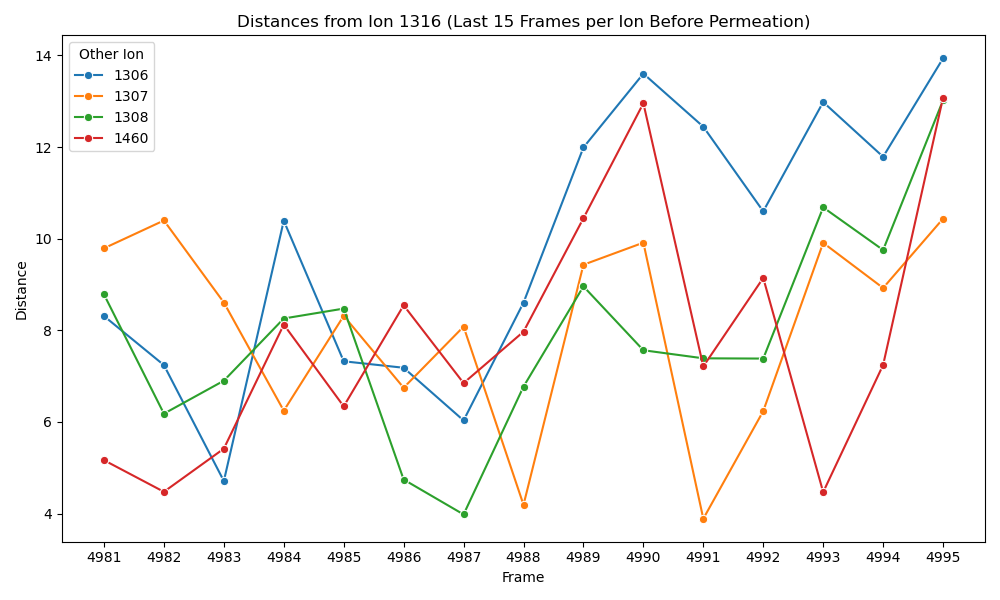 Distances from Ion 1316 (Last 15 Frames per Ion Before Permeation)
Other Ion
1306
1307
1308
1460
14
12
10
8
6
4
Distance
4981 4982 4983 4984 4985 4986 4987 4988 4989 4990 4991 4992 4993 4994 4995
Frame